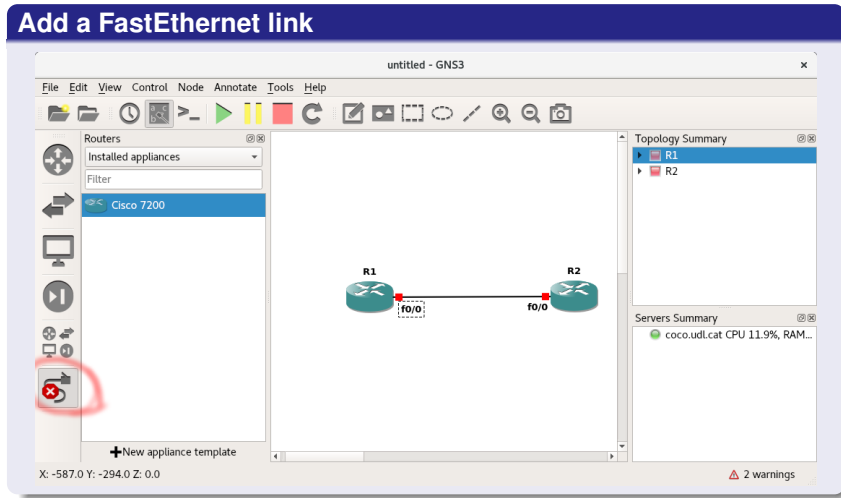 Add a FastEthernet link
untitled - GNS3
File Edit View Control Node Annotate Tools Help
Routers
Installed appliances
Filter
Cisco 7200
New appliance template
R1
R2
f0/0
f0/0
Topology Summary
R1
R2
Servers Summary
coco.udl.cat CPU 11.9%, RAM...
X: -587.0 Y: -294.0 Z: 0.0
2 warnings